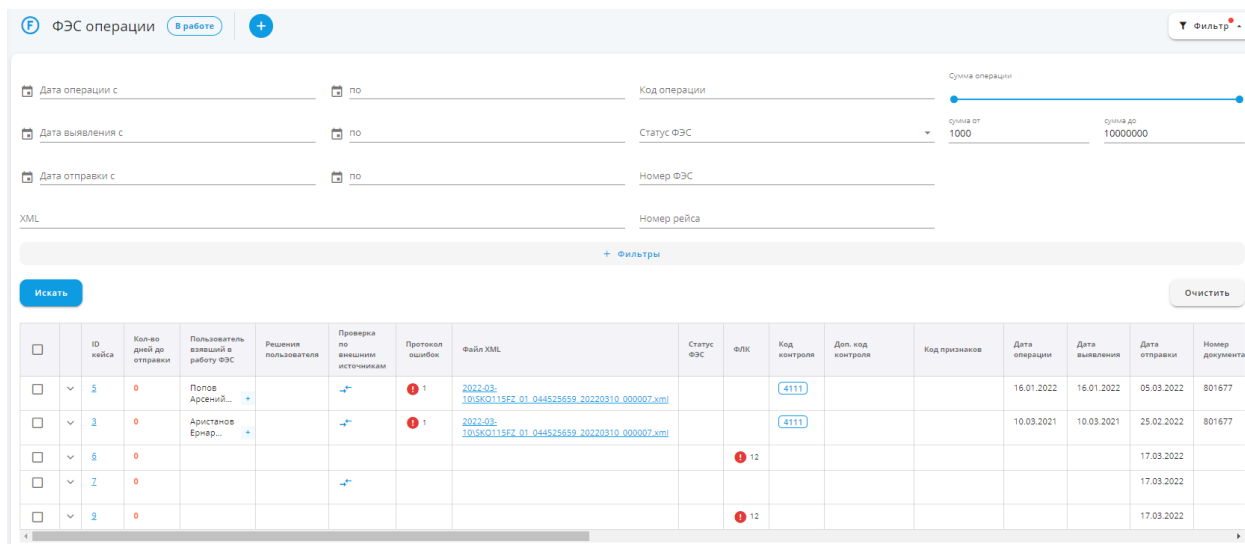 F ФЭС операции В работе + Фильтр
Дата операции с по Код операции Сумма операции
Дата выявления с по Статус ФЭС сумма от 1000 сумма до 10000000
Дата отправки с по Номер ФЭС
XML Номер рейса
+ Фильтры
Искать Очистить
ID кейса Кол-во дней до отправки Пользователь взявший в работу ФЭС Решения пользователя Проверка по внешним источникам Протокол ошибок Файл XML Статус ФЭС ФЛК Код контроля Доп. код контроля Код признаков Дата операции Дата выявления Дата отправки Номер документа
5 0 Попов Арсений... + 1 2022-03-10\SKO115FZ_01_044525659_20220310_000007.xml 4111 16.01.2022 16.01.2022 05.03.2022 801677
3 0 Аристанов Ернар... + 1 2022-03-10\SKO115FZ_01_044525659_20220310_000007.xml 4111 10.03.2021 10.03.2021 25.02.2022 801677
6 0 12 17.03.2022
7 0 17.03.2022
9 0 12 17.03.2022